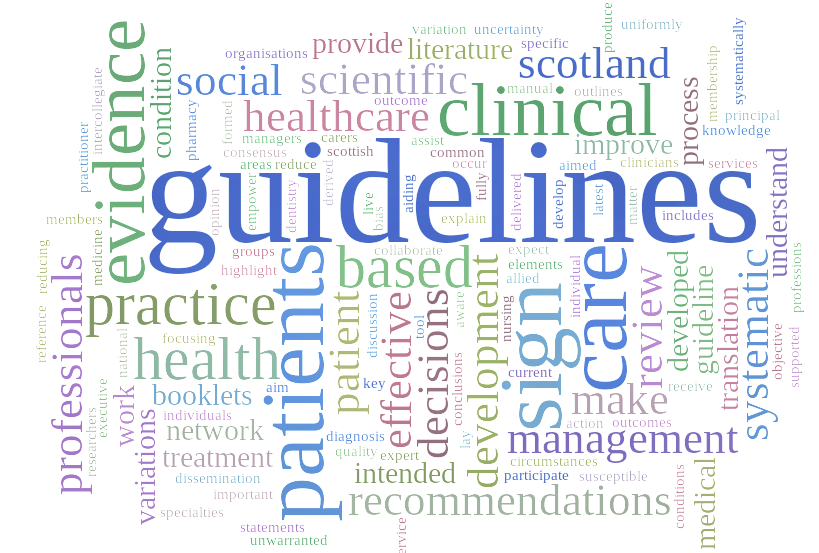 variation
uncertainty
produce
uniformly
provide
literature
specific
systematically
evidence
organisations
condition
social
scientific
scotland
membership
intercollegiate
outcome
manual
outlines
process
principal
knowledge
pharmacy
formed
healthcare
clinical
practitioner
managers
carers
assist
improve
consensus
scottish
common
areas
reduce
occur
aimed
clinicians
services
guidelines
understand
opinion
empower
dentistry
derived
live
bias
aiding
explain
fully
delivered
develop
latest
matter
includes
members
medicine
groups
highlight
collaborate
expect
elements
allied
individual
professions
reducing
professionals
practice
patients
based
care
sign
review
developed
guideline
translation
systematic
objective
supported
reference
national
focusing
health
patient
discussion
effective
tool
decisions
aware
development
nursing
conclusions
current
receive
booklets
aim
key
make
work
executive
researchers
variations
individuals
network
treatment
diagnosis
quality
expert
lay
action
outcomes
management
circumstances
dissemination
intended
participate
susceptible
important
recommendations
conditions
medical
specialties
statements
unwarranted
ervice